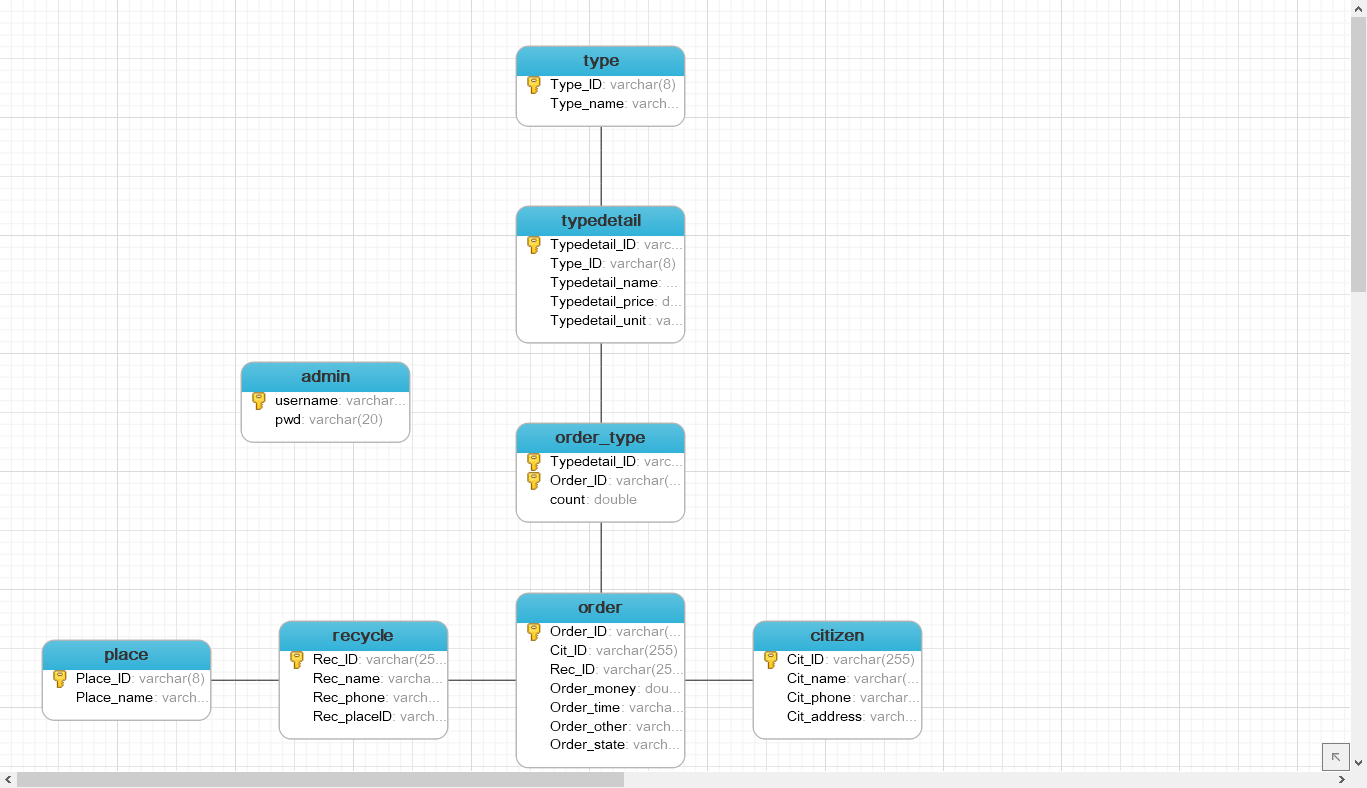 type
Type_ID: varchar(8)
Type_name: varch...
typedetail
Typedetail_ID: varc...
Type_ID: varchar(8)
Typedetail_name: ...
Typedetail_price: d...
Typedetail_unit: va...
admin
username: varchar...
pwd: varchar(20)
order_type
Typedetail_ID: varc...
Order_ID: varchar(...
count: double
place
Place_ID: varchar(8)
Place_name: varch...
recycle
Rec_ID: varchar(25...
Rec_name: varcha...
Rec_phone: varch...
Rec_placeID: varch...
order
Order_ID: varchar(...
Cit_ID: varchar(255)
Rec_ID: varchar(25...
Order_money: dou...
Order_time: varcha...
Order_other: varch...
Order_state: varch...
citizen
Cit_ID: varchar(255)
Cit_name: varchar(...
Cit_phone: varchar...
Cit_address: varch...